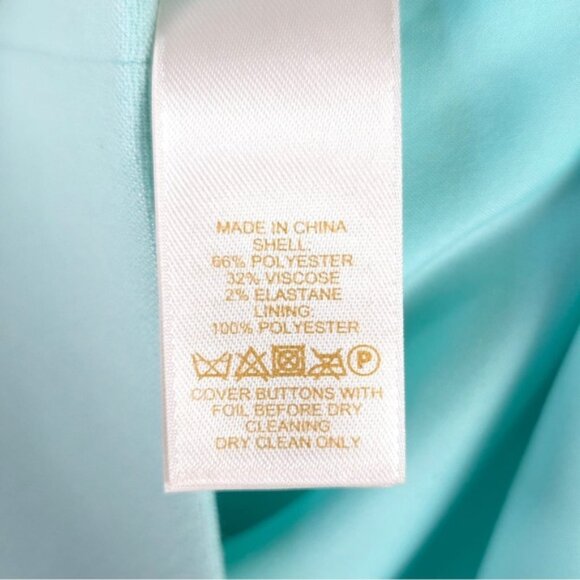 MADE IN CHINA
SHELL:
66% POLYESTER
32% VISCOSE
2% ELASTANE
LINING:
100% POLYESTER
P
COVER BUTTONS WITH
FOIL BEFORE DRY
CLEANING
DRY CLEAN ONLY